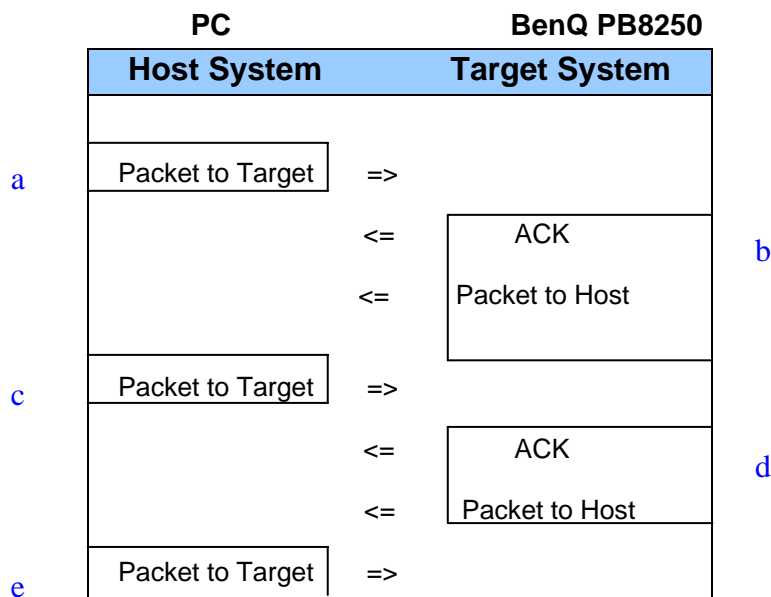 PC BenQ PB8250
Host System Target System
a Packet to Target =>
<= ACK b
<= Packet to Host
c Packet to Target =>
<= ACK d
<= Packet to Host
e Packet to Target =>